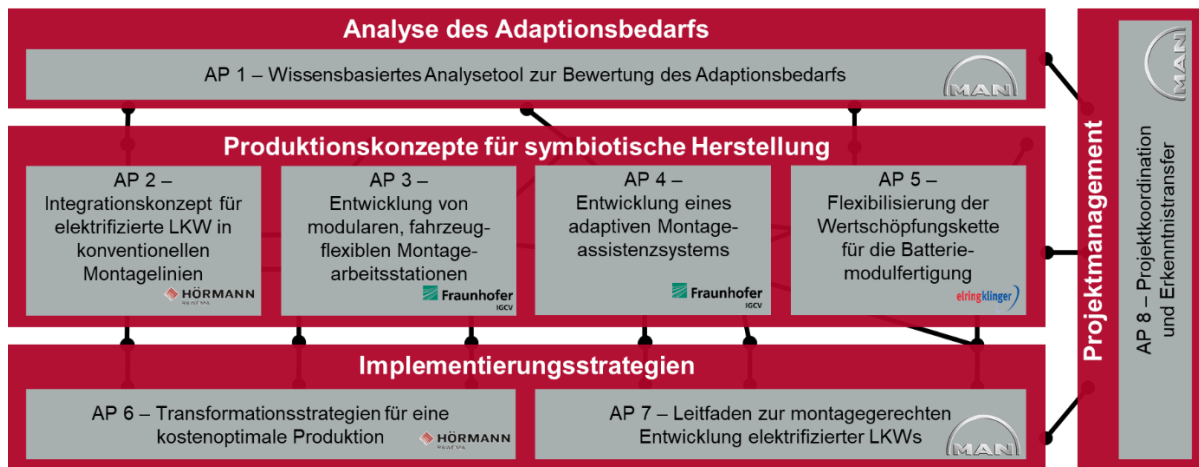 Analyse des Adaptionsbedarfs
AP 1 – Wissensbasiertes Analysetool zur Bewertung des Adaptionsbedarfs
MAN
Produktionskonzepte für symbiotische Herstellung
AP 2 –
Integrationskonzept für
elektrifizierte LKW in
konventionellen
Montagelinien
HÖRMANN
AP 3 –
Entwicklung von
modularen, fahrzeug-
flexiblen Montage-
arbeitsstationen
Fraunhofer
IGCV
AP 4 –
Entwicklung eines
adaptiven Montage-
assistenzsystems
Fraunhofer
IGCV
AP 5 –
Flexibilisierung der
Wertschöpfungskette
für die Batterie-
modulfertigung
elringklinger
Implementierungsstrategien
AP 6 – Transformationsstrategien für eine
kostenoptimale Produktion
HÖRMANN
AP 7 – Leitfaden zur montagegerechten
Entwicklung elektrifizierter LKWs
MAN
Projektmanagement
AP 8 – Projektkoordination
und Erkenntnistransfer
MAN